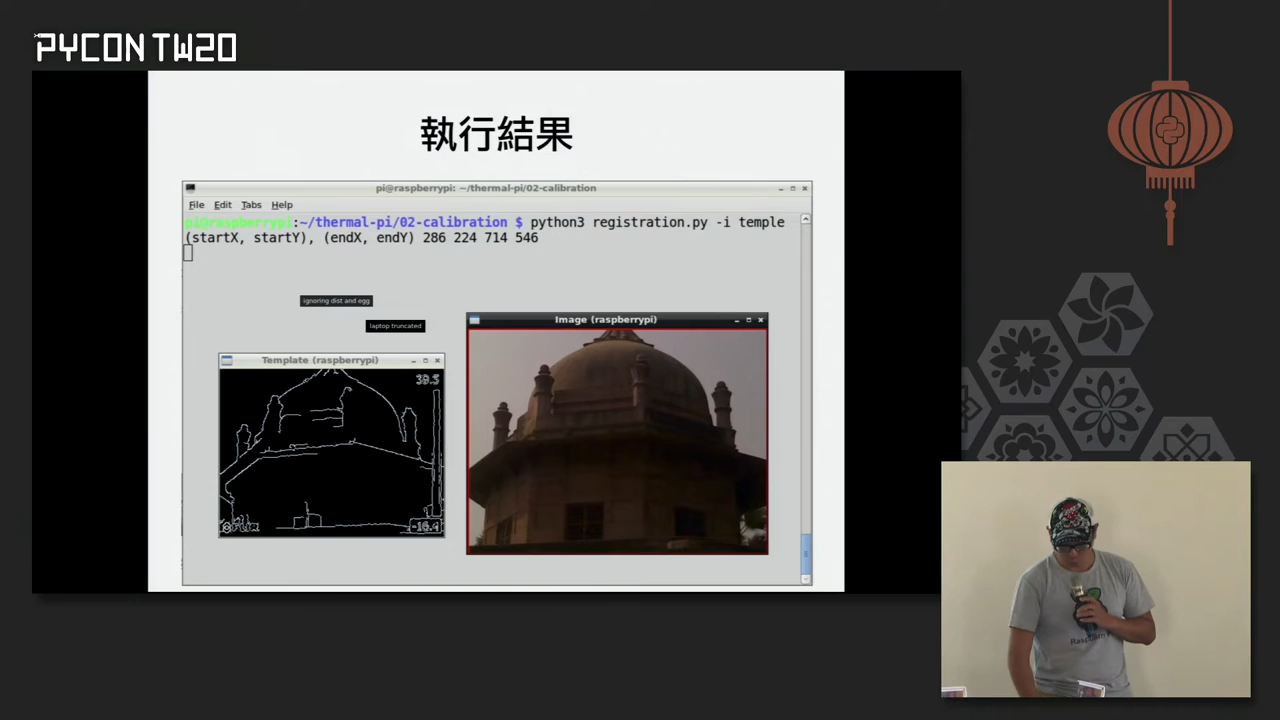 PYCON TW20
執行結果
pi@raspberrypi: ~/thermal-pi/02-calibration
File Edit Tabs Help
pi@raspberrypi:~/thermal-pi/02-calibration $ python3 registration.py -i temple
(startX, startY), (endX, endY) 286 224 714 546
ignoring dist and egg
laptop truncated
Image (raspberrypi)
Template (raspberrypi)
39.5
-16.4